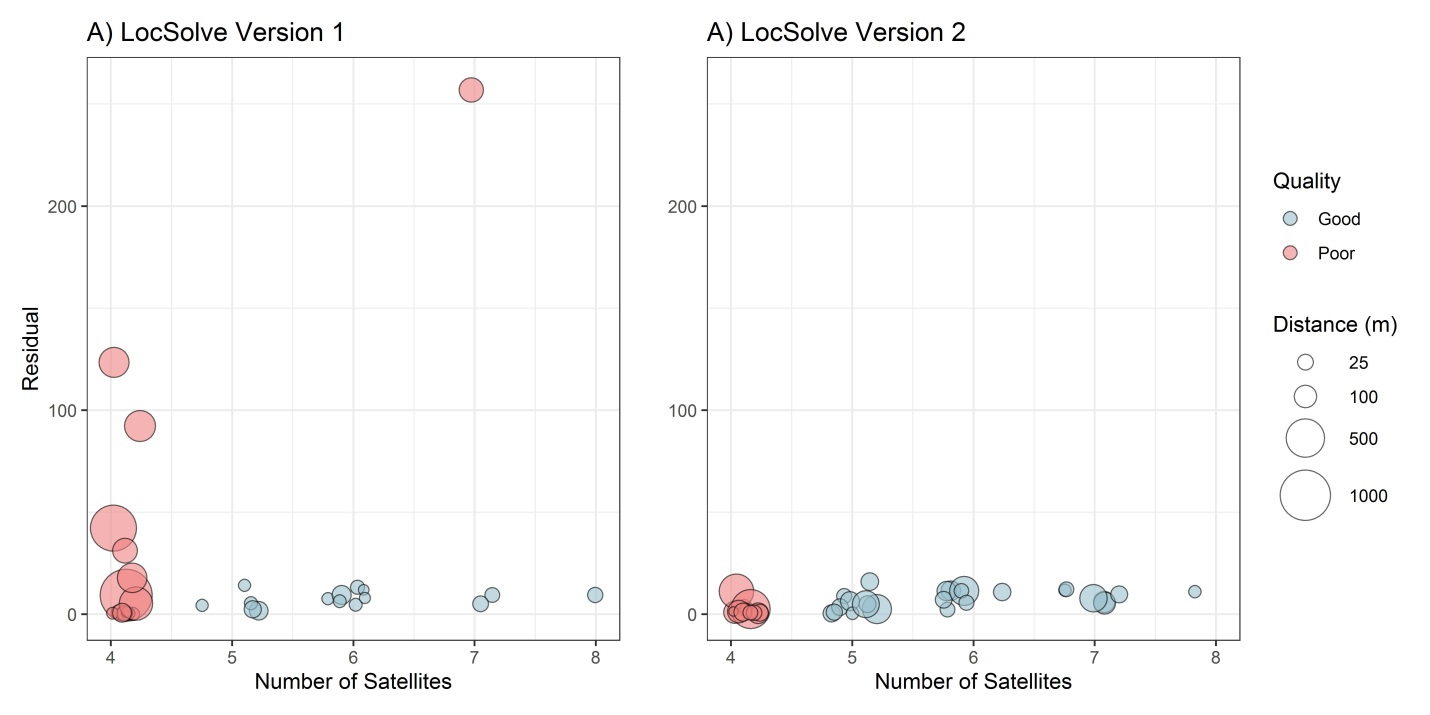 A) LocSolve Version 1
A) LocSolve Version 2
Residual
200
100
0
4 5 6 7 8
Number of Satellites
200
100
0
4 5 6 7 8
Number of Satellites
Quality
Good
Poor
Distance (m)
25
100
500
1000